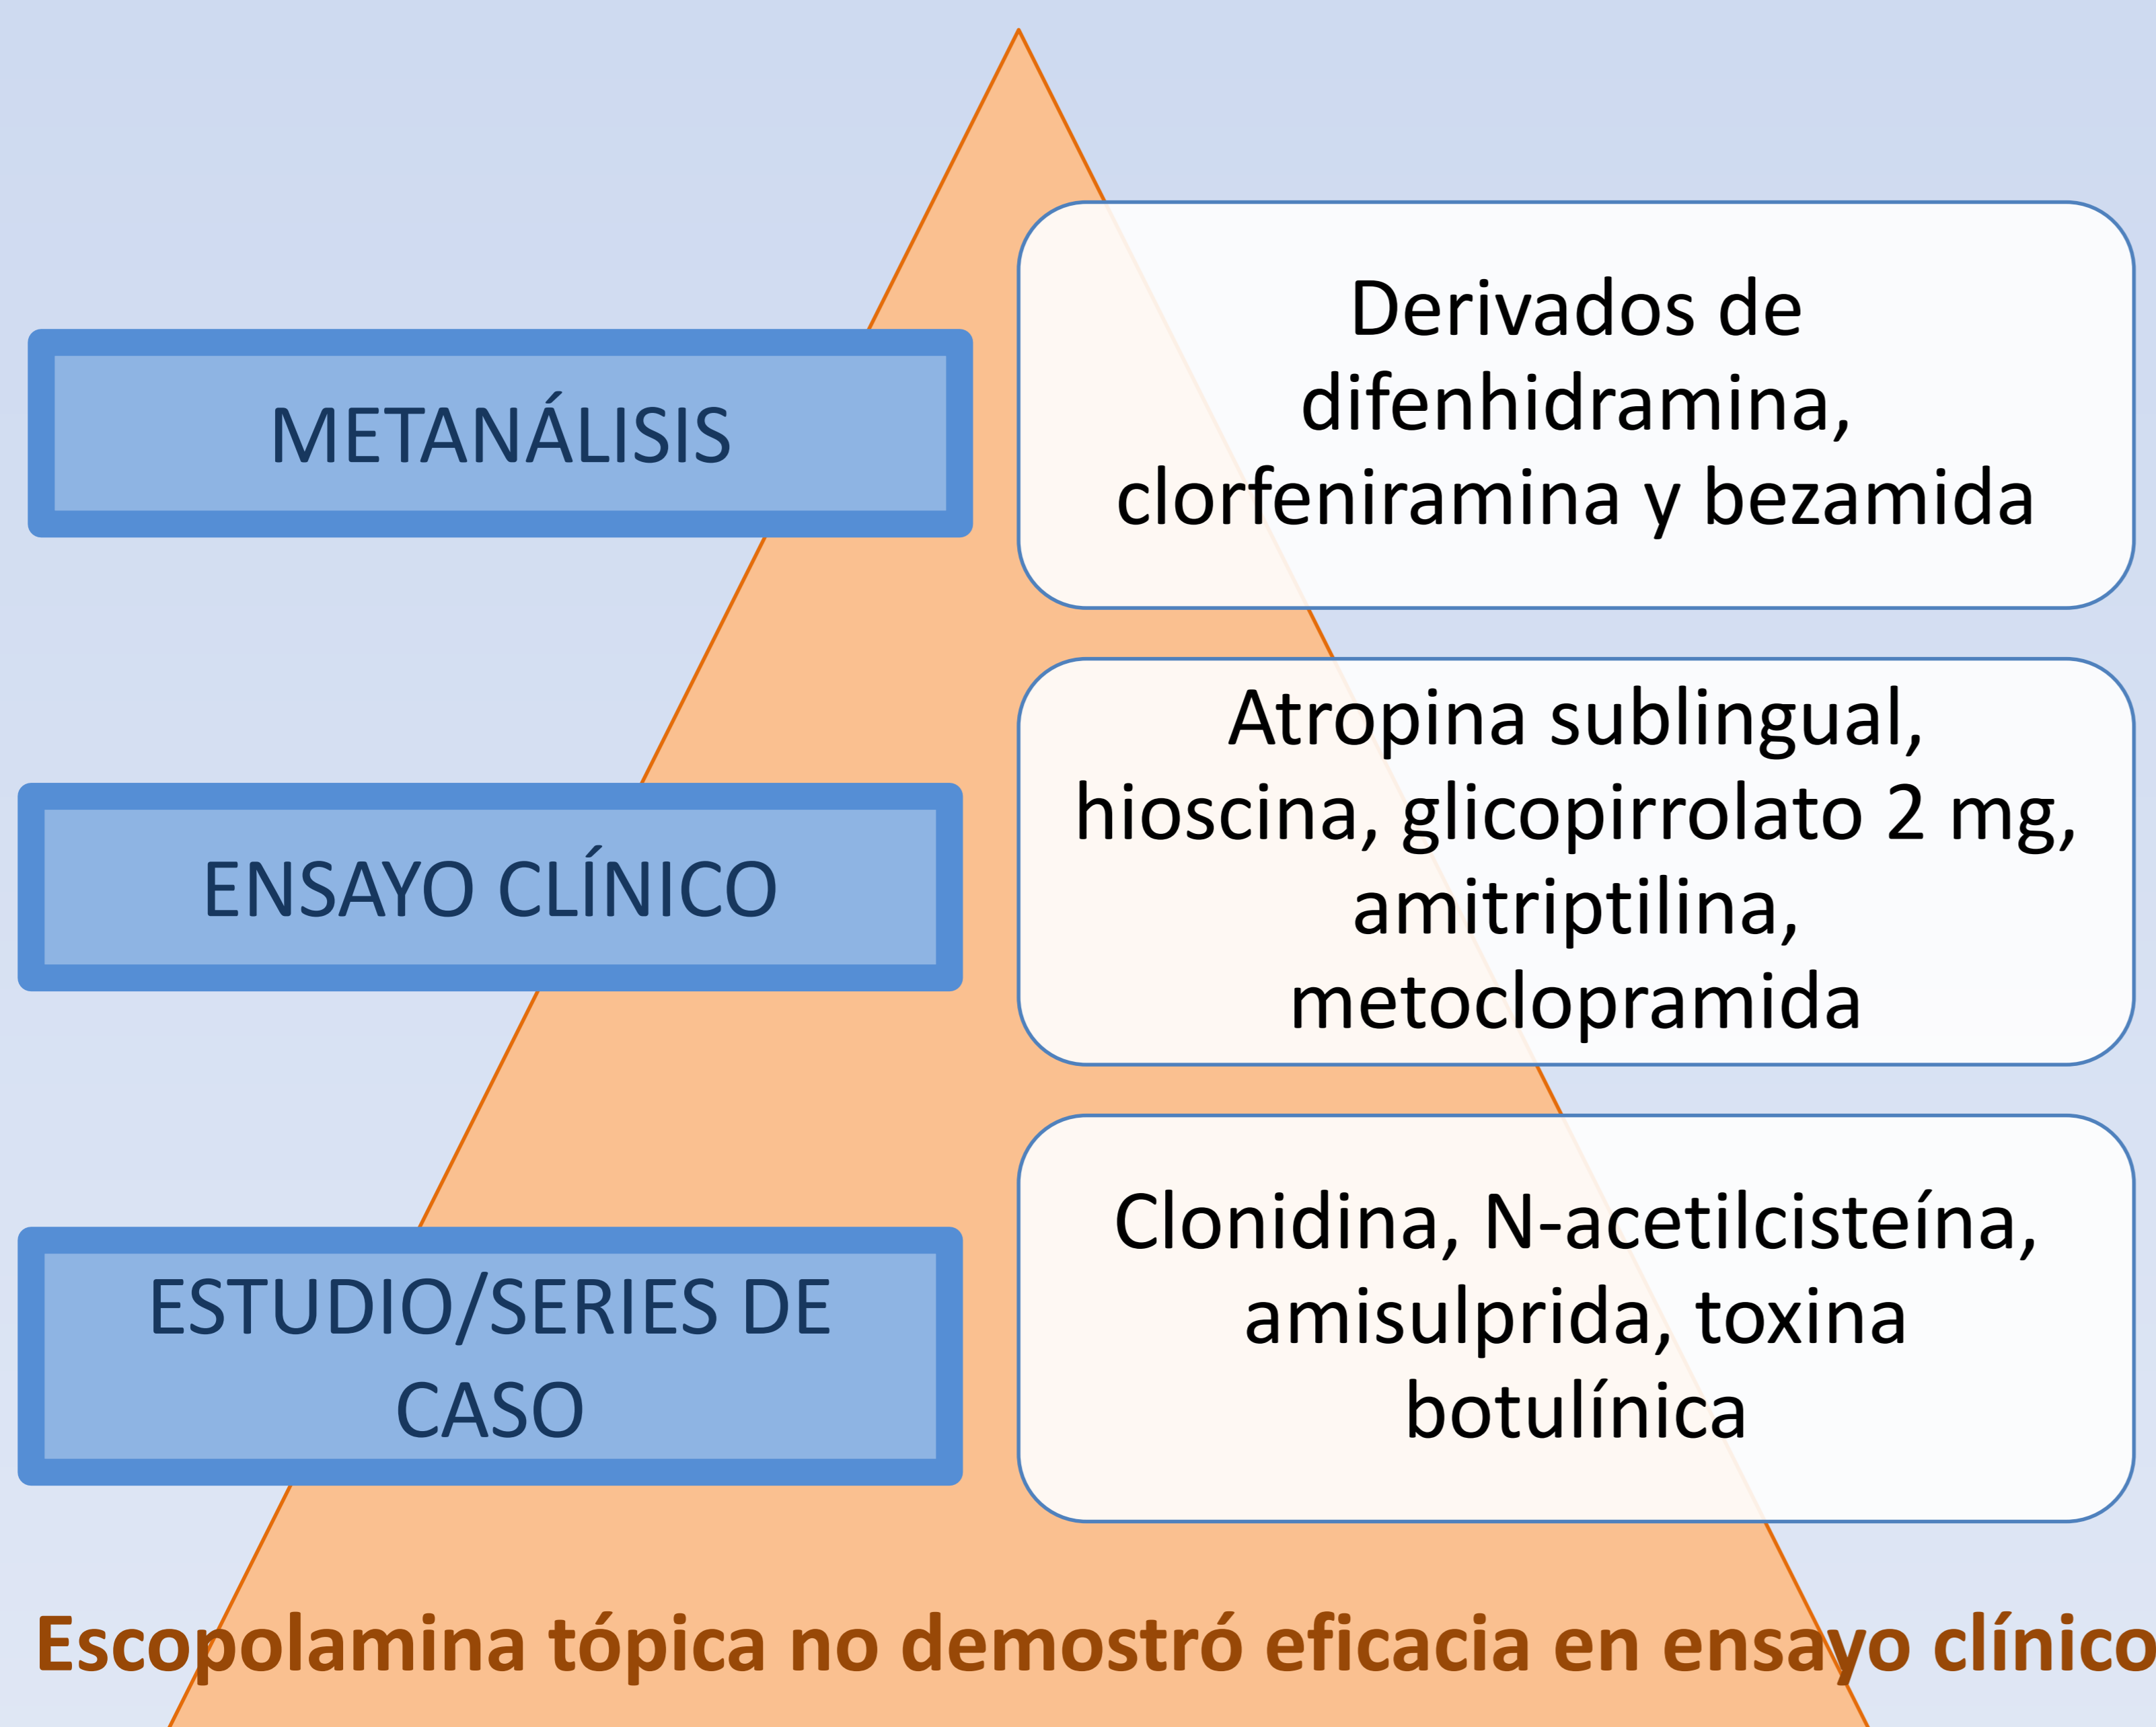 METANÁLISIS
Derivados de
difenhidramina,
clorfeniramina y bezamida
ENSAYO CLÍNICO
Atropina sublingual,
hioscina, glicopirrolato 2 mg,
amitriptilina,
metoclopramida
ESTUDIO/SERIES DE
CASO
Clonidina, N-acetilcisteína,
amisulprida, toxina
botulínica
Escopolamina tópica no demostró eficacia en ensayo clínico